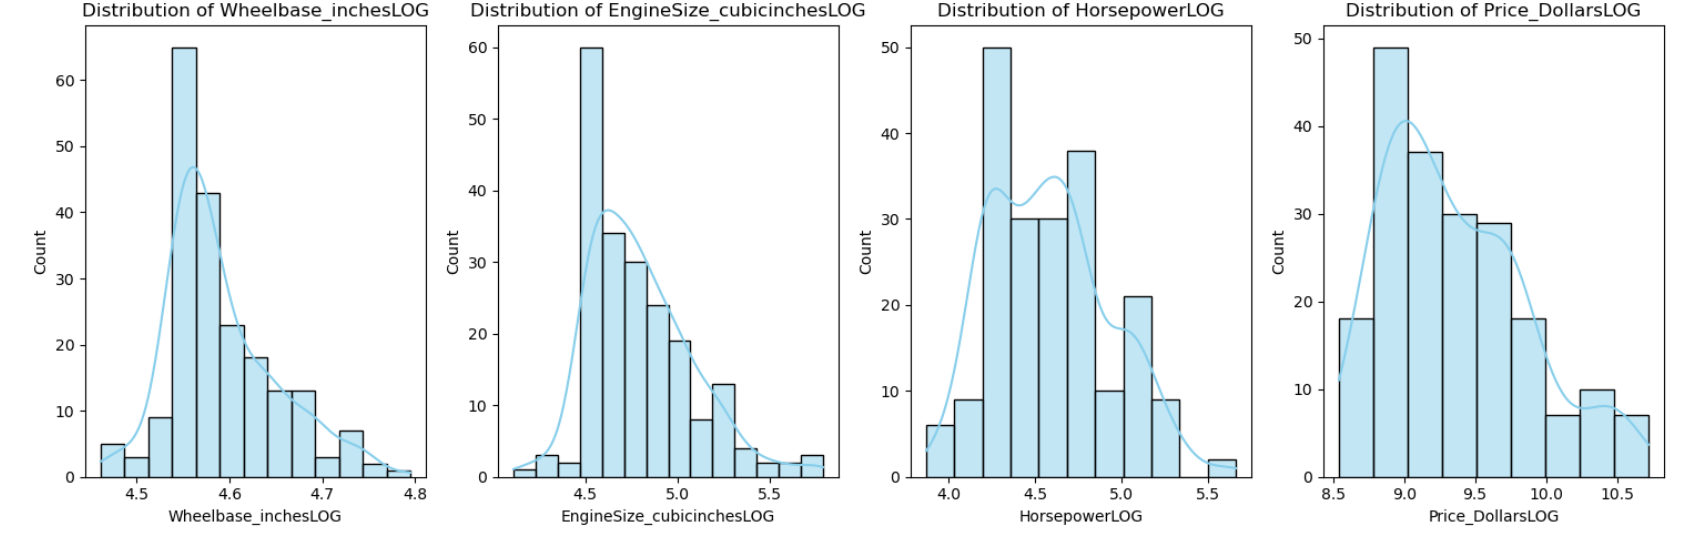 Distribution of Wheelbase_inchesLOG
Count
60
50
40
30
20
10
0
4.5 4.6 4.7 4.8
Wheelbase_inchesLOG
Distribution of EngineSize_cubicinchesLOG
Count
60
50
40
30
20
10
0
4.5 5.0 5.5
EngineSize_cubicinchesLOG
Distribution of HorsepowerLOG
Count
50
40
30
20
10
0
4.0 4.5 5.0 5.5
HorsepowerLOG
Distribution of Price_DollarsLOG
Count
50
40
30
20
10
0
8.5 9.0 9.5 10.0 10.5
Price_DollarsLOG